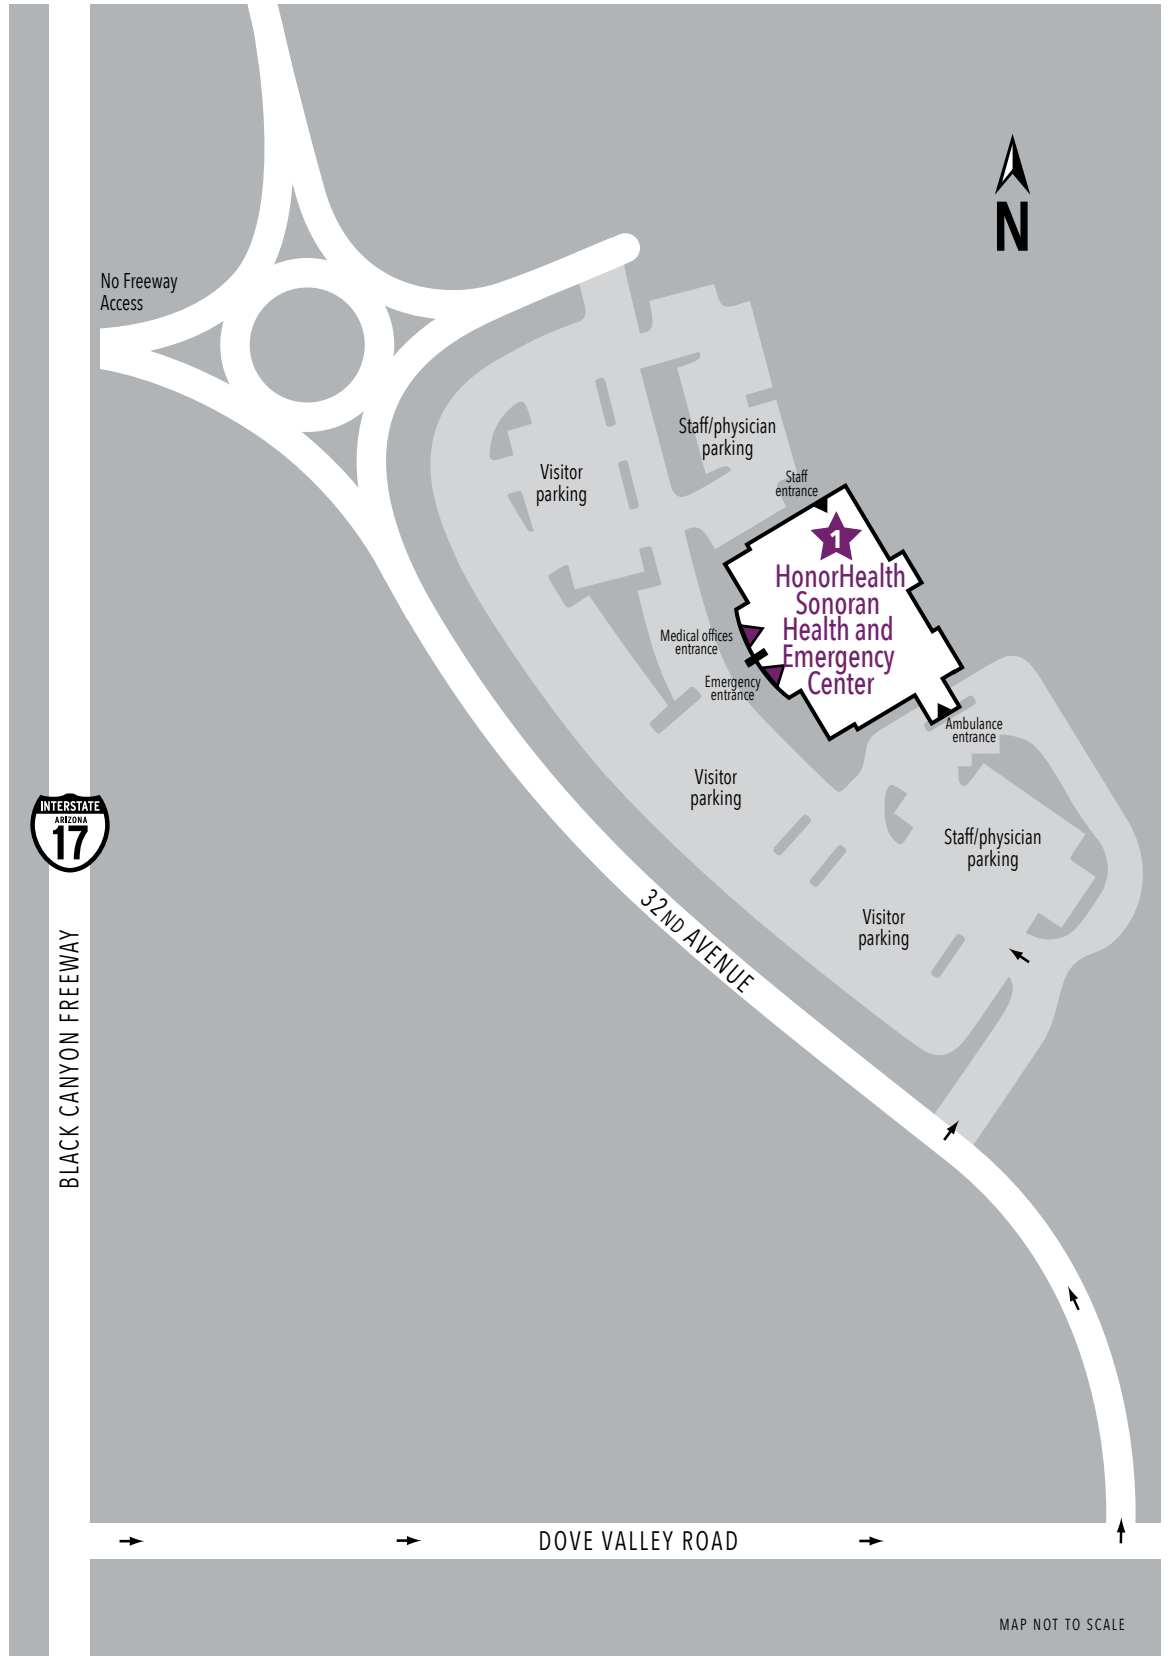 N
No Freeway
Access
Staff/physician
parking
Visitor
parking
Staff
entrance
1
HonorHealth
Sonoran
Health and
Emergency
Center
Medical offices
entrance
Emergency
entrance
Ambulance
entrance
Visitor
parking
INTERSTATE
ARIZONA
17
Staff/physician
parking
32ND AVENUE
Visitor
parking
BLACK CANYON FREEWAY
DOVE VALLEY ROAD
MAP NOT TO SCALE